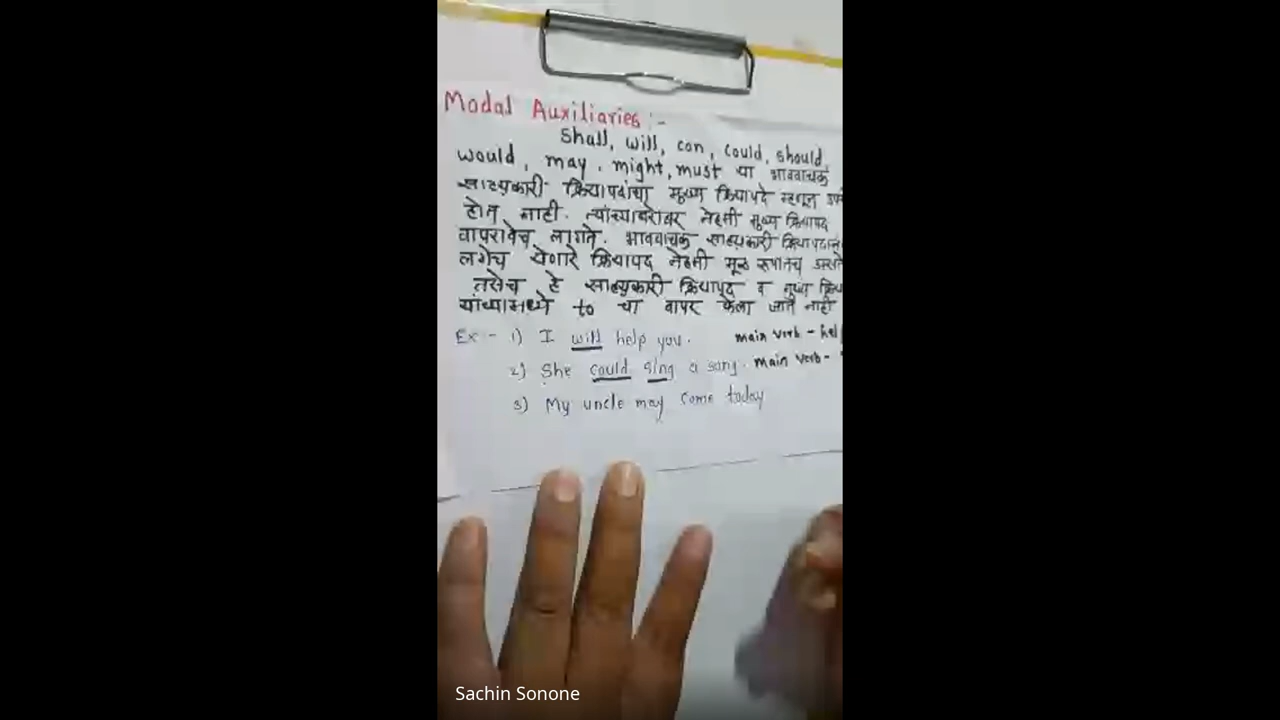 Modal Auxiliaries :-
Shall, will, can, could, should,
would, may, might, must या भाववाचक
साहय्यकारी क्रियापदांचा मुख्य क्रियापदे म्हणून
होत नाही. त्यांच्याबरोबर नेहमी मुख्य क्रियापद
वापरावेच लागते. भाववाचक साहय्यकारी
लगेच येणारे क्रियापद नेहमी मूळ रूपातच
तसेच हे साहय्यकारी क्रियापद व मुख्य
यांच्यामध्ये to चा वापर केला जात नाही
Ex :- 1) I will help you. main verb -
2) She could sing a song. main verb -
3) My uncle may come today
Sachin Sonone